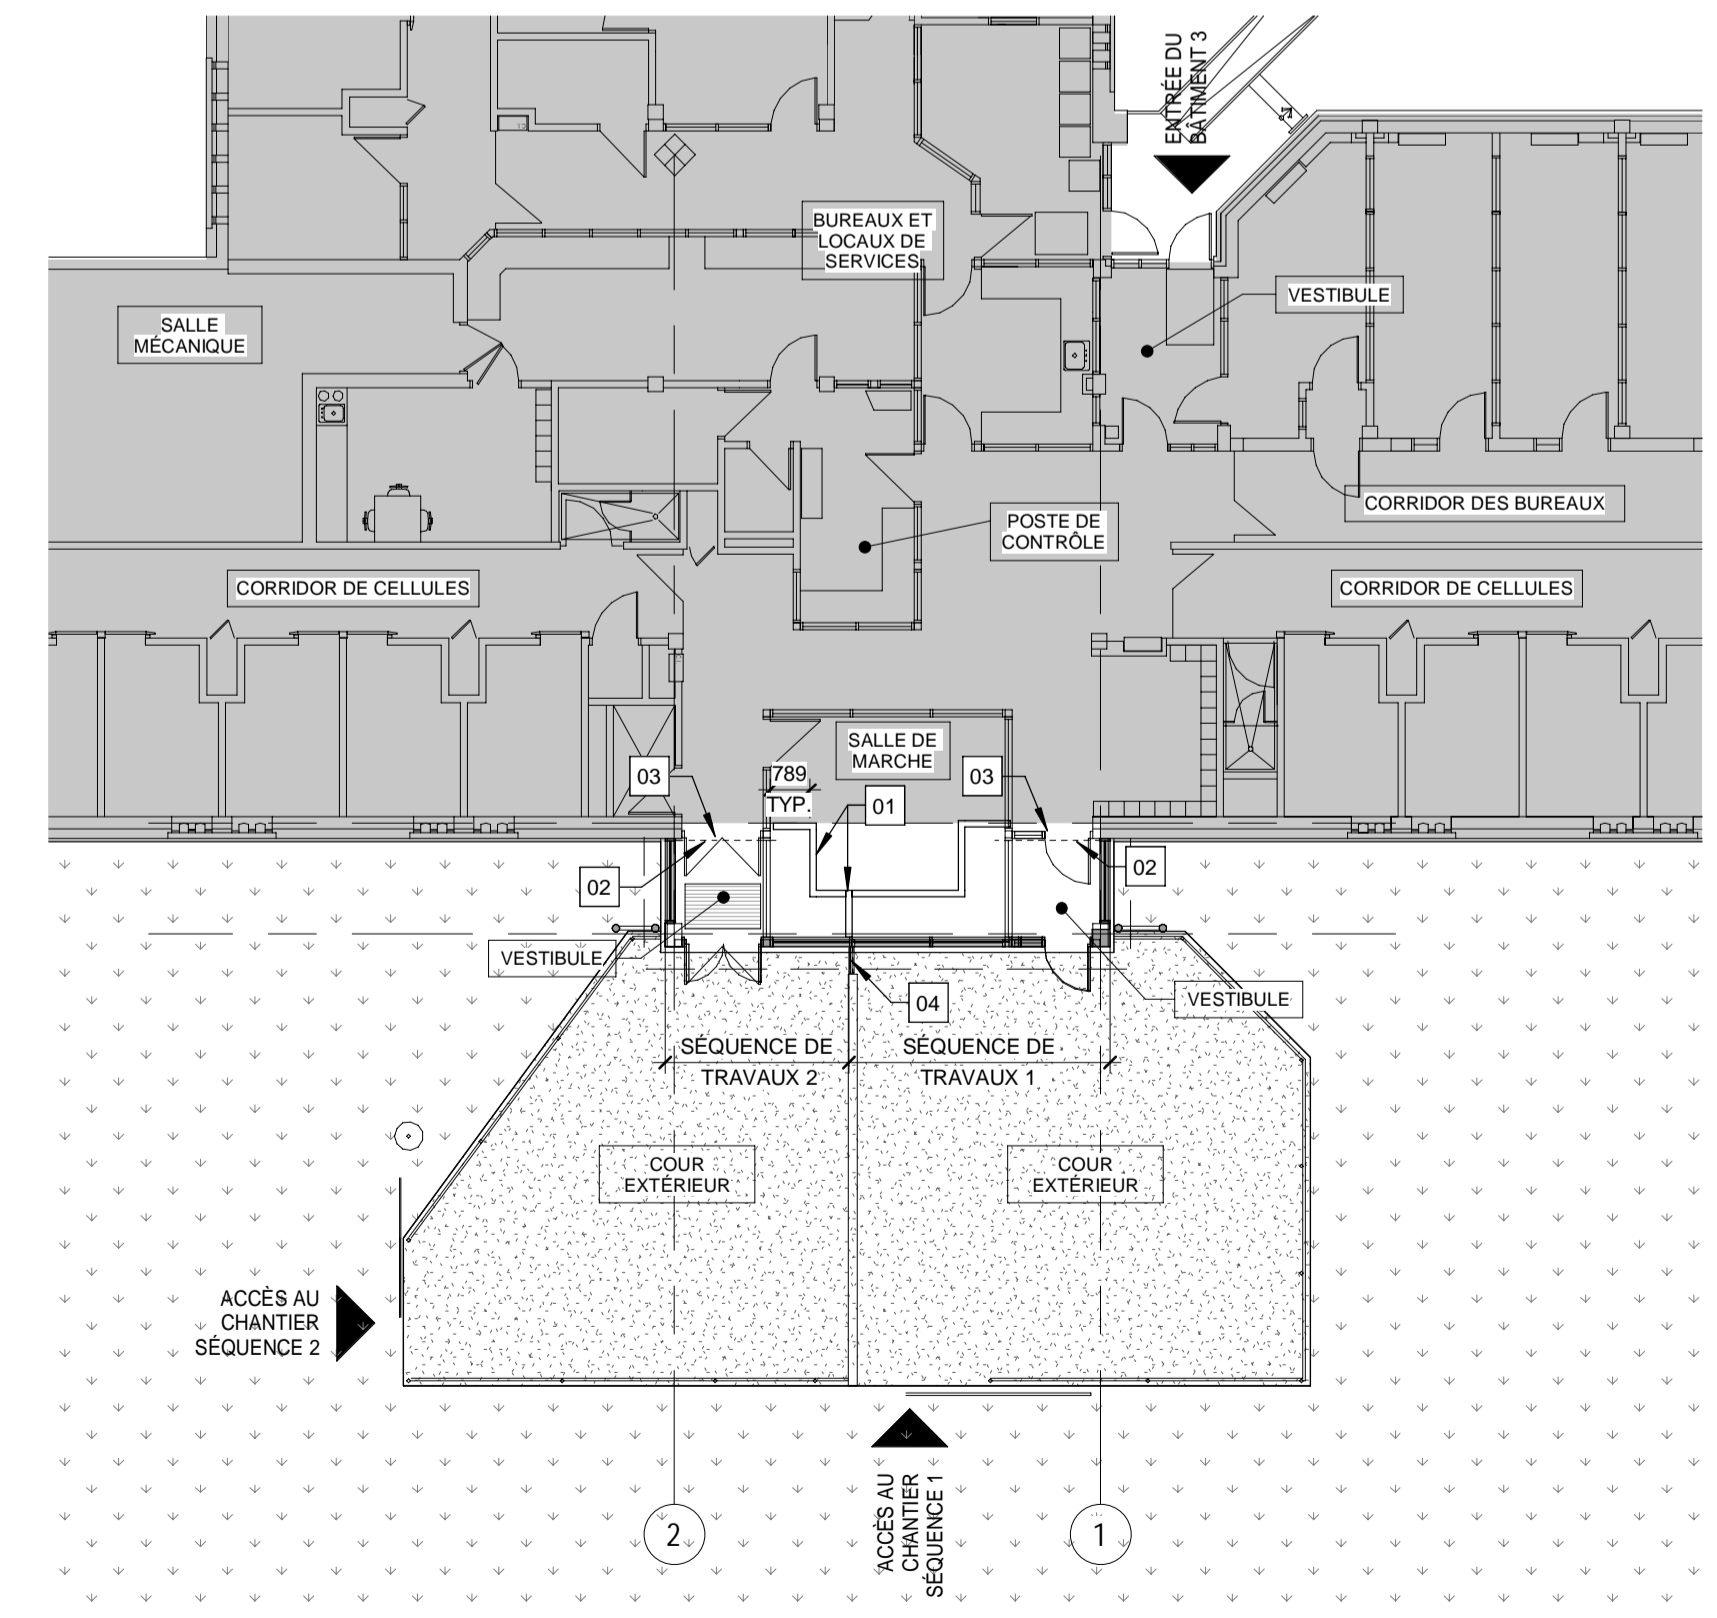 ENTRÉE DU
BÂTIMENT 3
BUREAUX ET
LOCAUX DE
SERVICES
VESTIBULE
SALLE
MÉCANIQUE
CORRIDOR DES BUREAUX
POSTE DE
CONTRÔLE
CORRIDOR DE CELLULES
CORRIDOR DE CELLULES
SALLE DE
MARCHE
03
789
TYP.
01
03
02
02
VESTIBULE
VESTIBULE
04
SÉQUENCE DE
TRAVAUX 2
SÉQUENCE DE
TRAVAUX 1
COUR
EXTÉRIEUR
COUR
EXTÉRIEUR
ACCÈS AU
CHANTIER
SÉQUENCE 2
ACCÈS AU
CHANTIER
SÉQUENCE 1
2
1